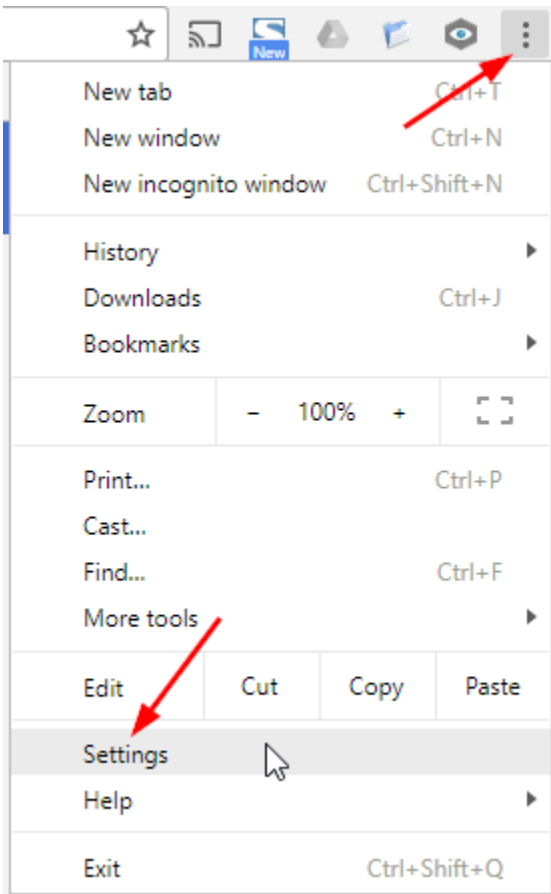 New
New tab Ctrl+T
New window Ctrl+N
New incognito window Ctrl+Shift+N
History
Downloads Ctrl+J
Bookmarks
Zoom - 100% +
Print... Ctrl+P
Cast...
Find... Ctrl+F
More tools
Edit Cut Copy Paste
Settings
Help
Exit Ctrl+Shift+Q